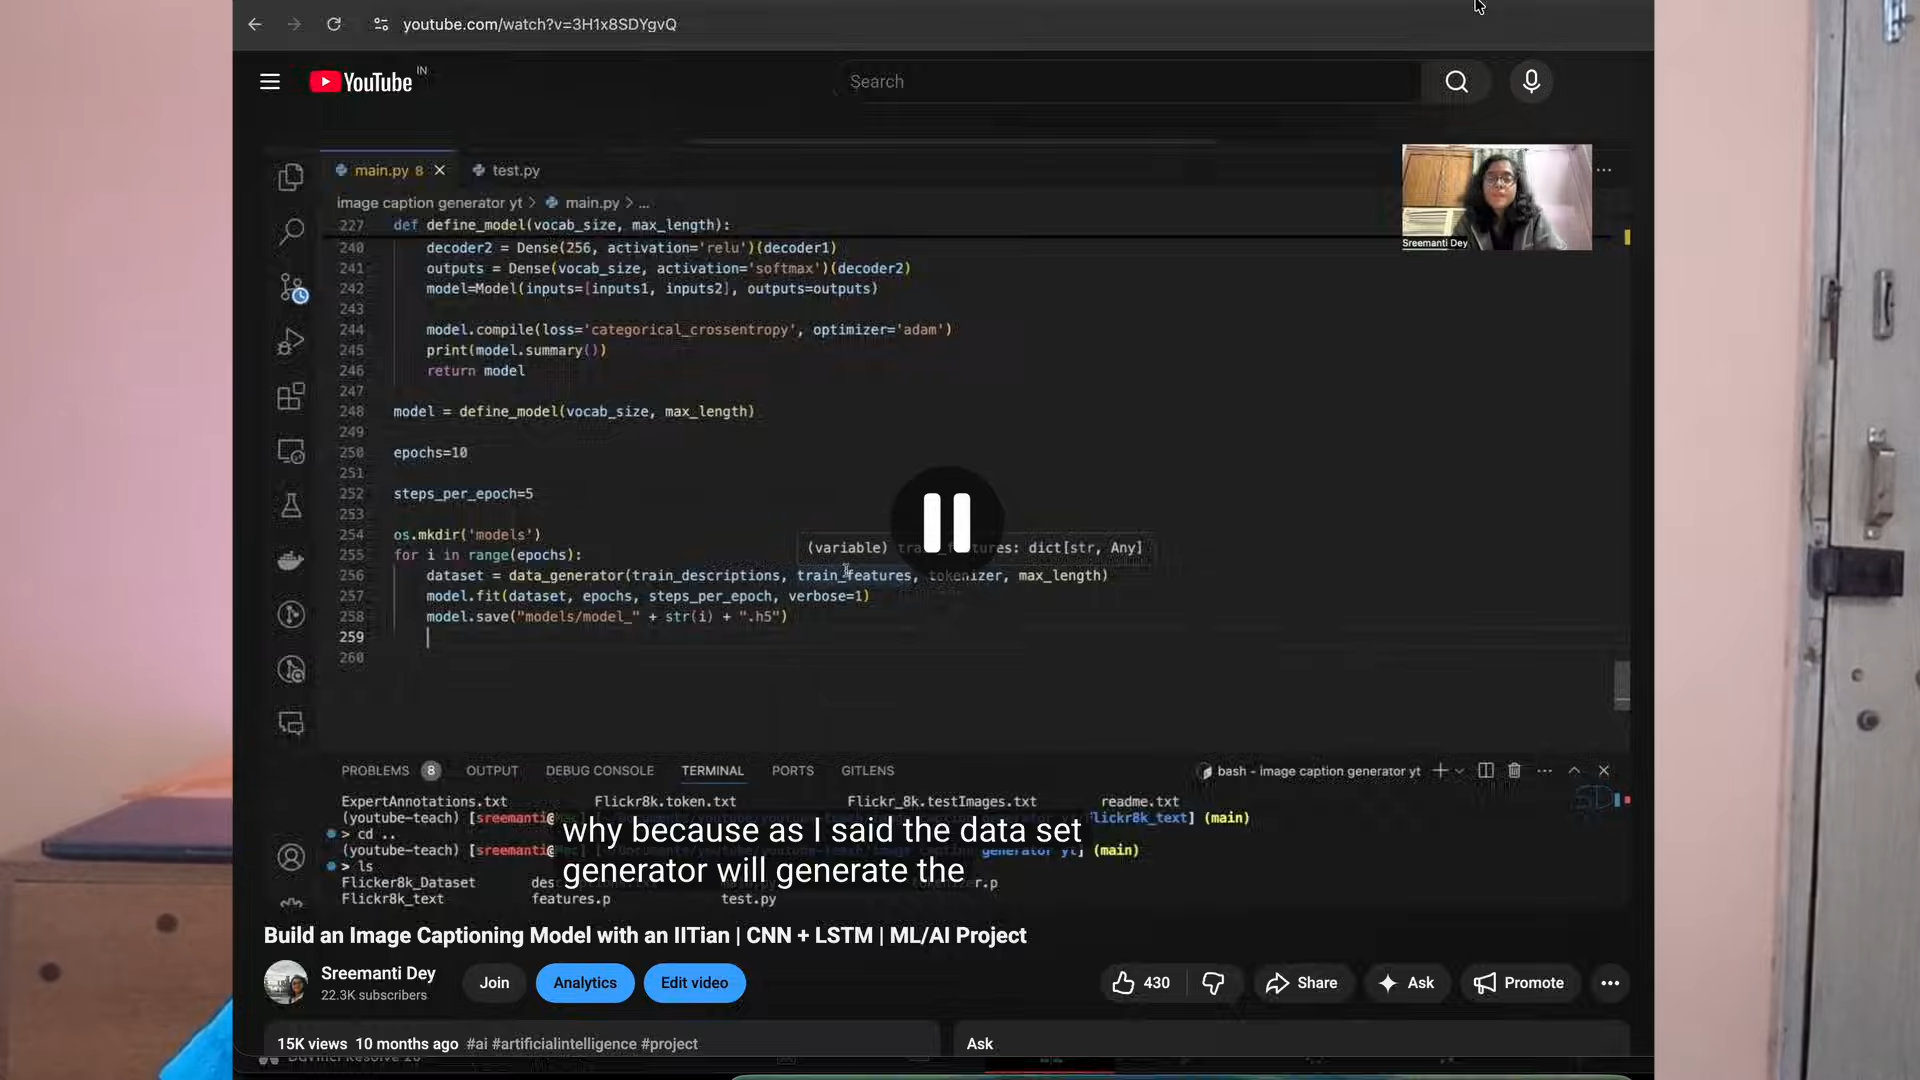 youtube.com/watch?v=3H1x8SDYgvQ
YouTube IN
Search
main.py 8
test.py
image caption generator yt > main.py > ...
Sreemanti Dey
227 def define_model(vocab_size, max_length):
240 decoder2 = Dense(256, activation='relu')(decoder1)
241 outputs = Dense(vocab_size, activation='softmax')(decoder2)
242 model=Model(inputs=[inputs1, inputs2], outputs=outputs)
243
244 model.compile(loss='categorical_crossentropy', optimizer='adam')
245 print(model.summary())
246 return model
247
248 model = define_model(vocab_size, max_length)
249
250 epochs=10
251
252 steps_per_epoch=5
253
254 os.mkdir('models')
(variable) tures: dict[str, Any]
255 for i in range(epochs):
256 dataset = data_generator(train_descriptions, train_features, tokenizer, max_length)
257 model.fit(dataset, epochs, steps_per_epoch, verbose=1)
258 model.save("models/model_" + str(i) + ".h5")
259
260
PROBLEMS 8 OUTPUT DEBUG CONSOLE TERMINAL PORTS GITLENS
bash - image caption generator yt
ExpertAnnotations.txt Flickr8k.token.txt Flickr_8k.testImages.txt readme.txt
(youtube-teach) [sreemanti@ lickr8k_text] (main)
> cd ..
(youtube-teach) [sreemanti@ generator yt] (main)
> ls
Flicker8k_Dataset
Flickr8k_text features.p test.py
why because as I said the data set
generator will generate the
Build an Image Captioning Model with an IITian | CNN + LSTM | ML/AI Project
Sreemanti Dey
22.3K subscribers
Join
Analytics
Edit video
430
Share
Ask
Promote
15K views 10 months ago #ai #artificialintelligence #project
Ask